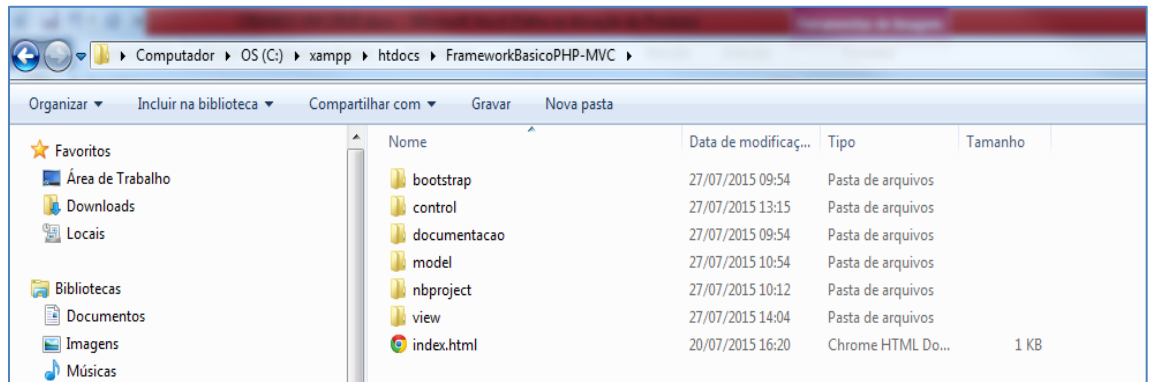 Computador OS (C:) xampp htdocs FrameworkBasicoPHP-MVC
Organizar Incluir na biblioteca Compartilhar com Gravar Nova pasta
Favoritos
Área de Trabalho
Downloads
Locais
Bibliotecas
Documentos
Imagens
Músicas
Nome Data de modificaç... Tipo Tamanho
bootstrap 27/07/2015 09:54 Pasta de arquivos
control 27/07/2015 13:15 Pasta de arquivos
documentacao 27/07/2015 09:54 Pasta de arquivos
model 27/07/2015 10:54 Pasta de arquivos
nbproject 27/07/2015 10:12 Pasta de arquivos
view 27/07/2015 14:04 Pasta de arquivos
index.html 20/07/2015 16:20 Chrome HTML Do... 1 KB